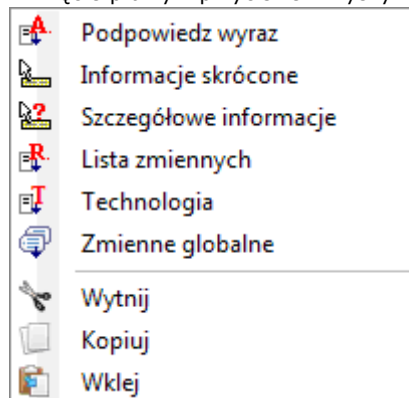 Podpowiedz wyraz
Informacje skrócone
Szczegółowe informacje
Lista zmiennych
Technologia
Zmienne globalne
Wytnij
Kopiuj
Wklej